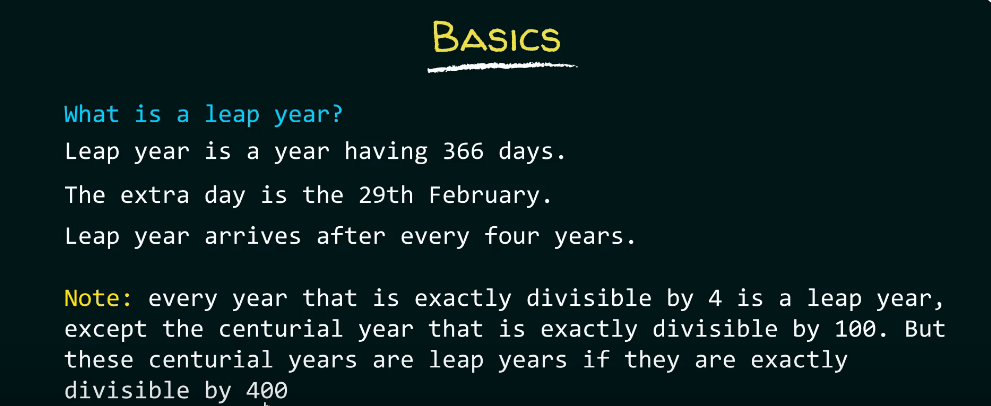 BASICS
What is a leap year?
Leap year is a year having 366 days.
The extra day is the 29th February.
Leap year arrives after every four years.
Note: every year that is exactly divisible by 4 is a leap year,
except the centurial year that is exactly divisible by 100. But
these centurial years are leap years if they are exactly
divisible by 400